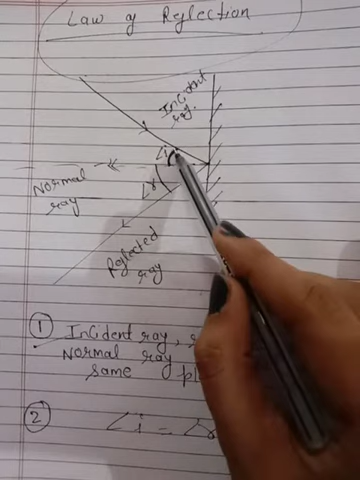 Law of Reflection
Incident
ray.
∠i
Normal
ray
∠r
Reflected
ray
① Incident ray,
Normal ray
same
② ∠i = ∠r